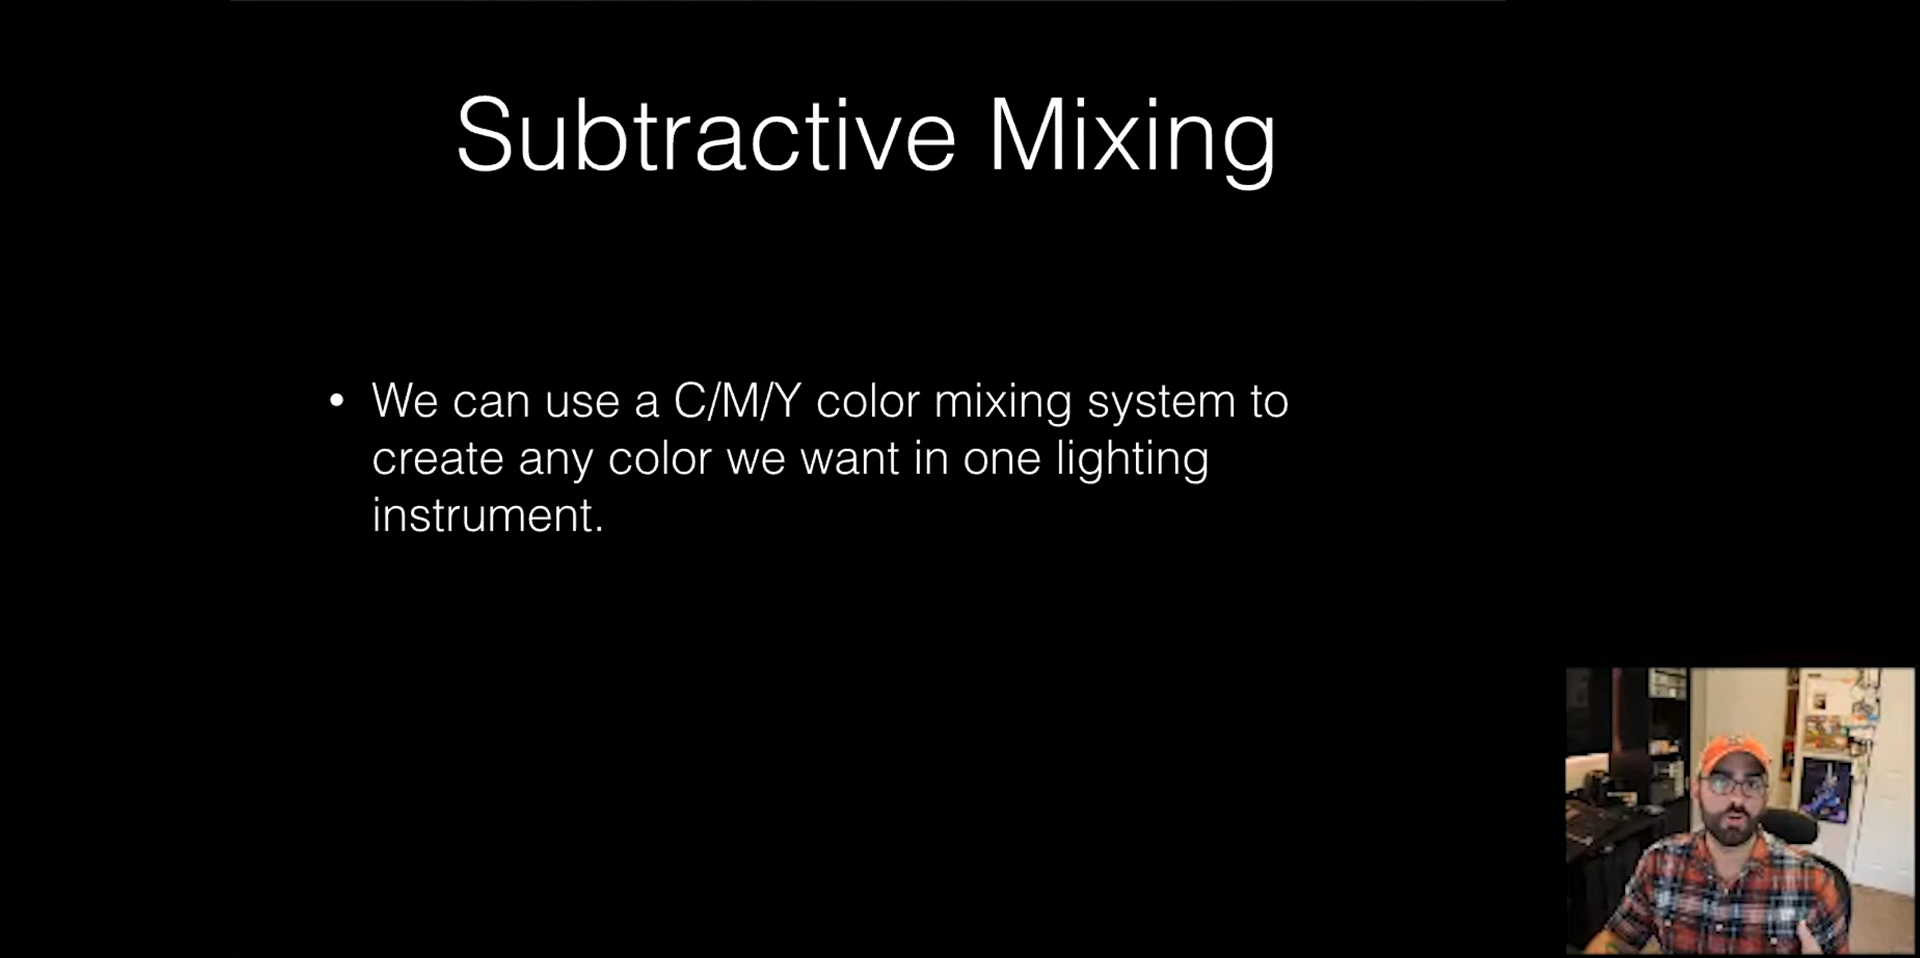 Subtractive Mixing
• We can use a C/M/Y color mixing system to
create any color we want in one lighting
instrument.